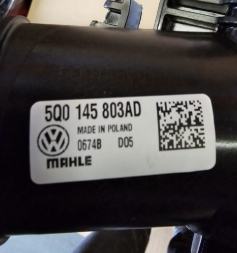 5Q0 145 803AD
MADE IN POLAND
0674B D05
MAHLE